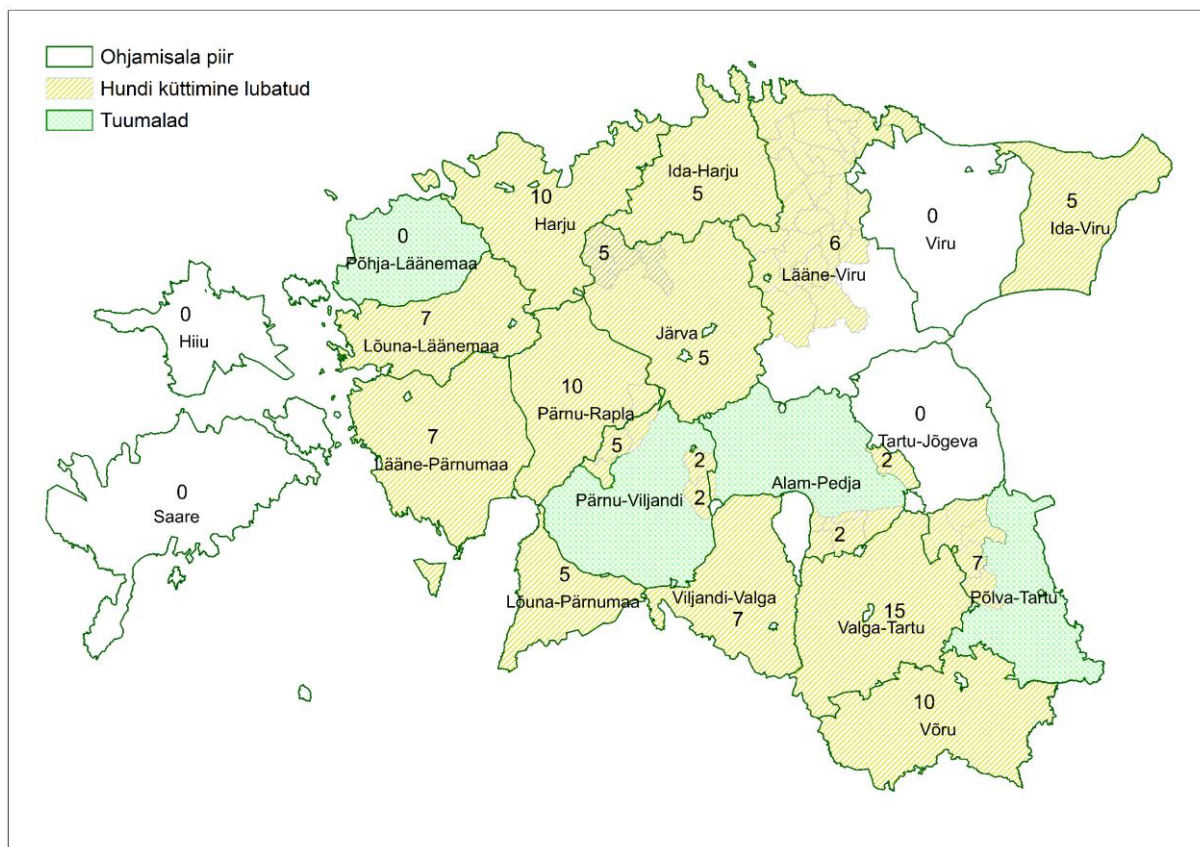 Ohjamisala piir
Hundi küttimine lubatud
Tuumalad
Ida-Harju
5
10
Harju
0
Põhja-Läänemaa
5
6
Lääne-Viru
0
Viru
5
Ida-Viru
0
Hiiu
7
Lõuna-Läänemaa
Järva
5
10
Pärnu-Rapla
0
Tartu-Jõgeva
7
Lääne-Pärnumaa
5
2
2
Alam-Pedja
Pärnu-Viljandi
2
0
Saare
2
5
Lõuna-Pärnumaa
Viljandi-Valga
7
15
Valga-Tartu
7
Põlva-Tartu
10
Võru